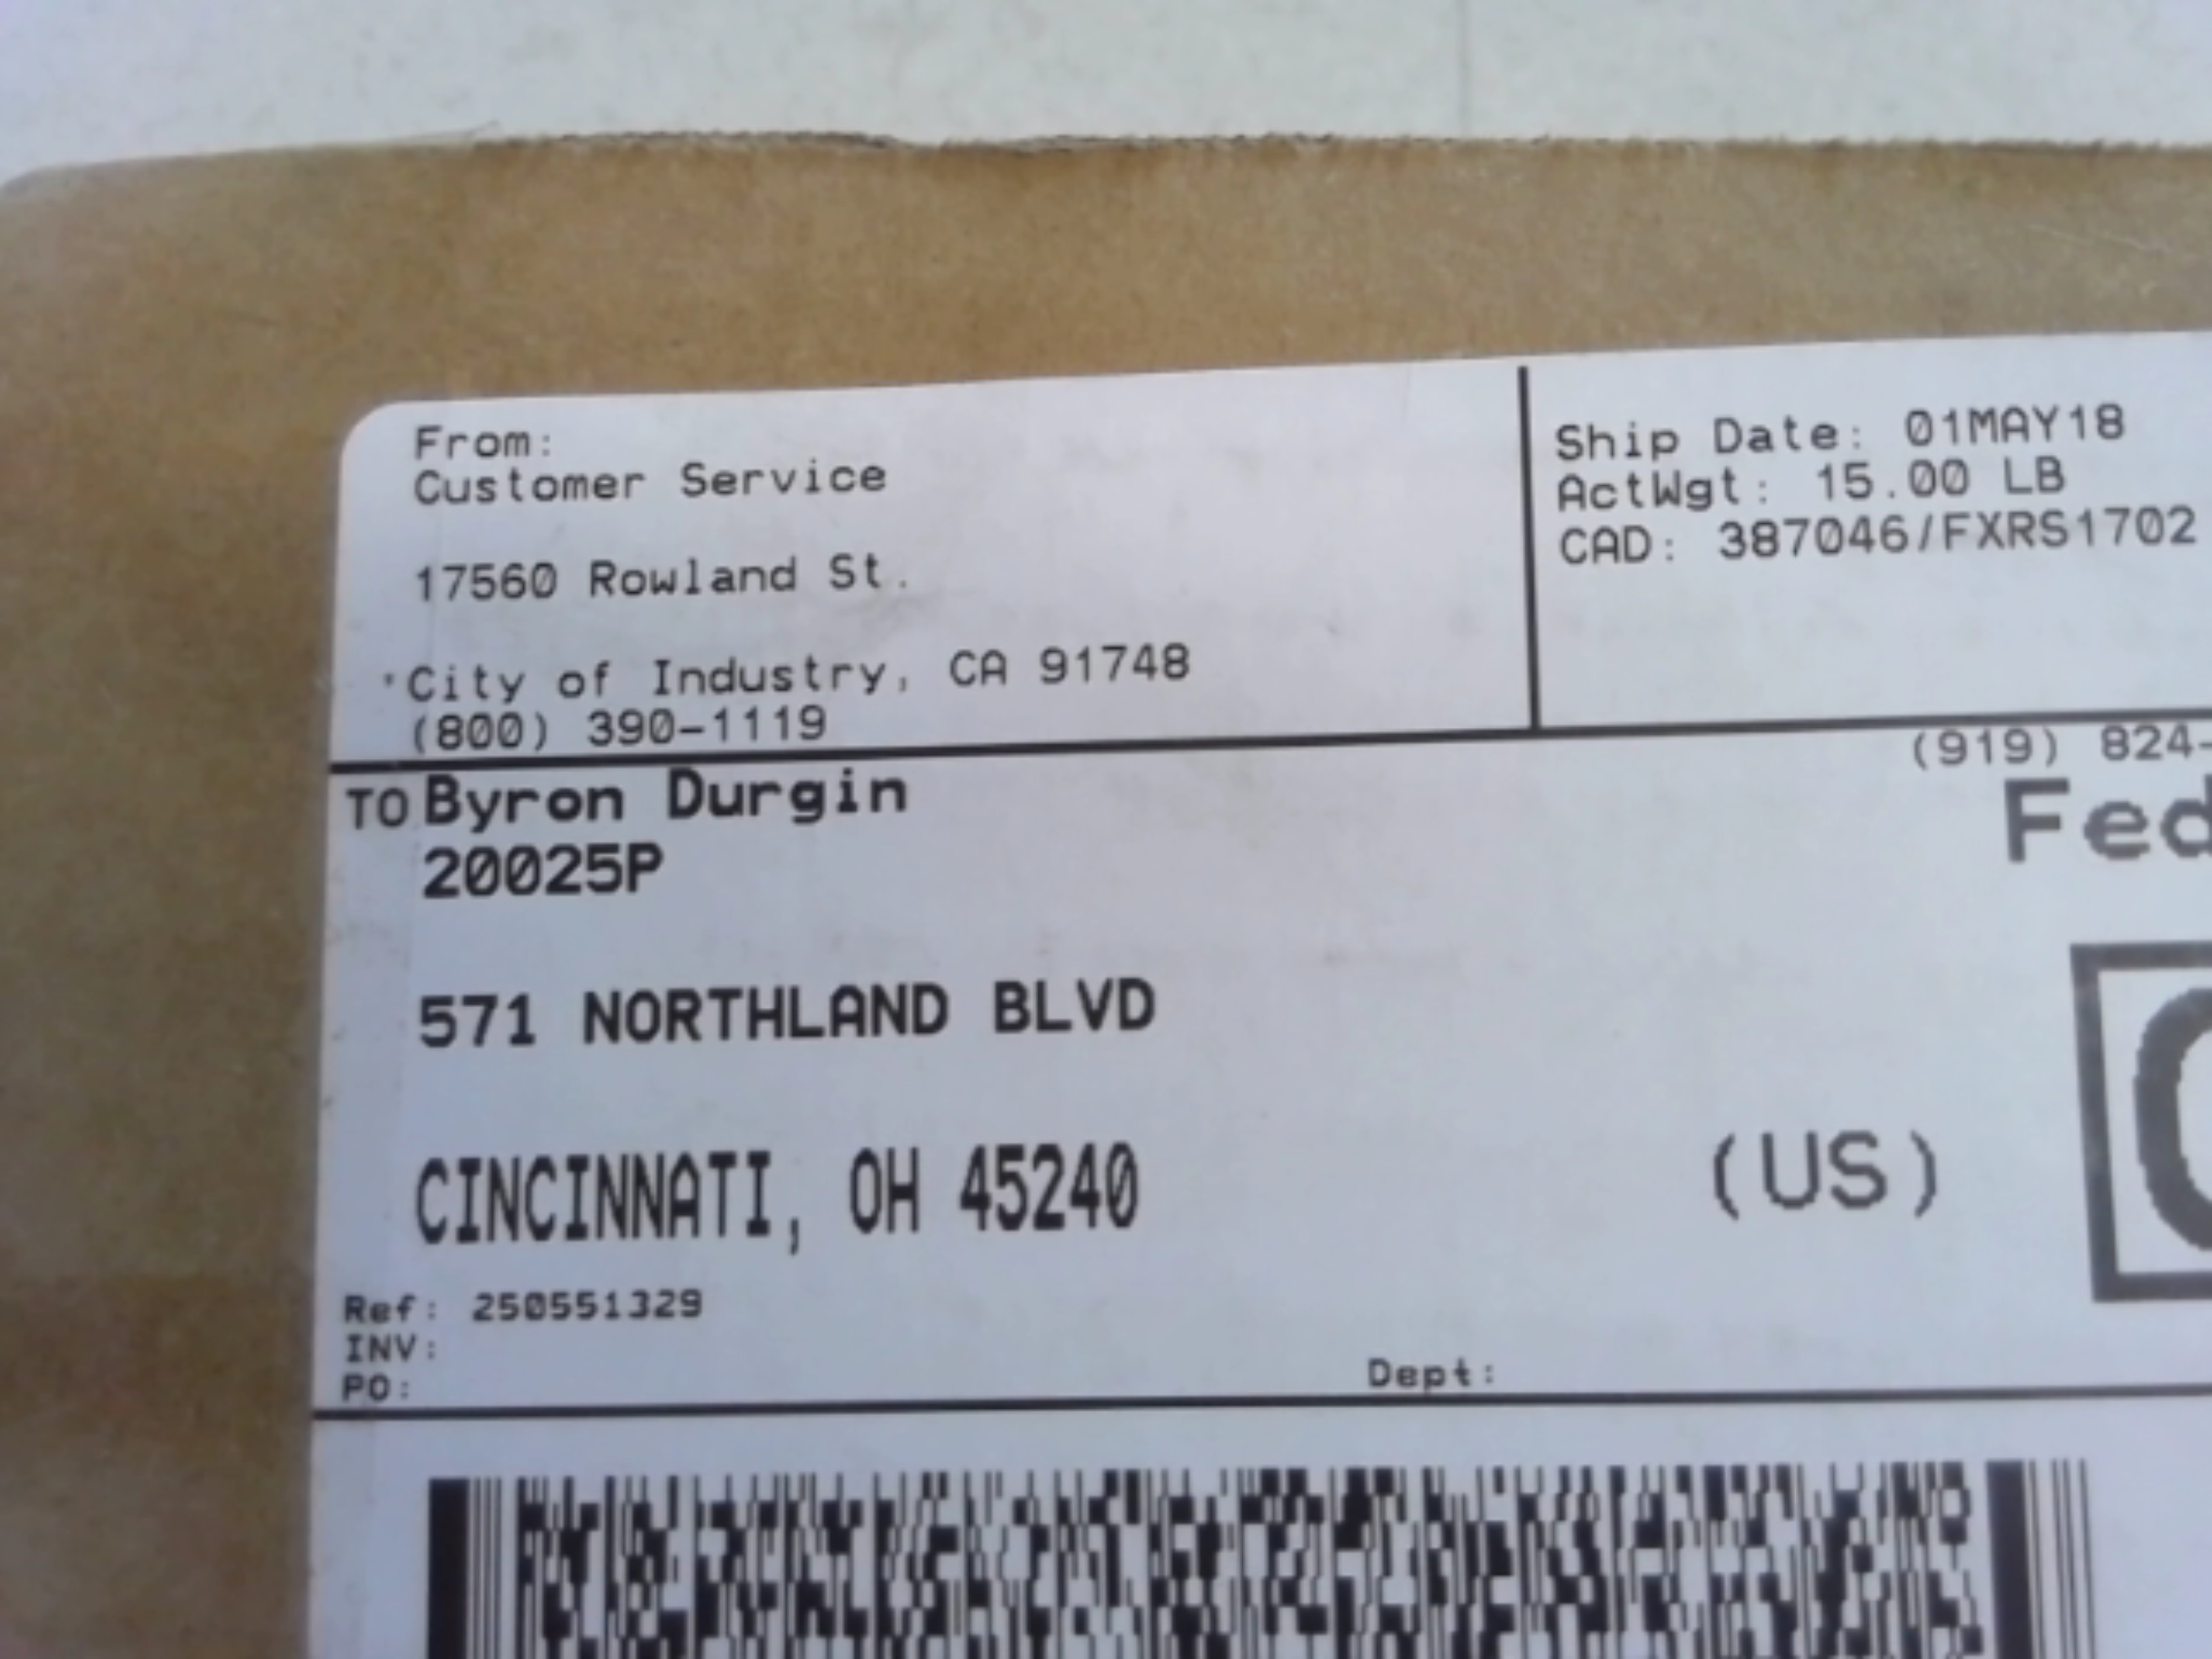 From:
Customer Service
17560 Rowland St.
City of Industry, CA 91748
(800) 390-1119
Ship Date: 01MAY18
ActWgt: 15.00 LB
CAD: 387046/FXRS1702
TO Byron Durgin
20025P
571 NORTHLAND BLVD
CINCINNATI, OH 45240
(US)
(919) 824-
Fed
Ref: 250551329
INV:
PO:
Dept: